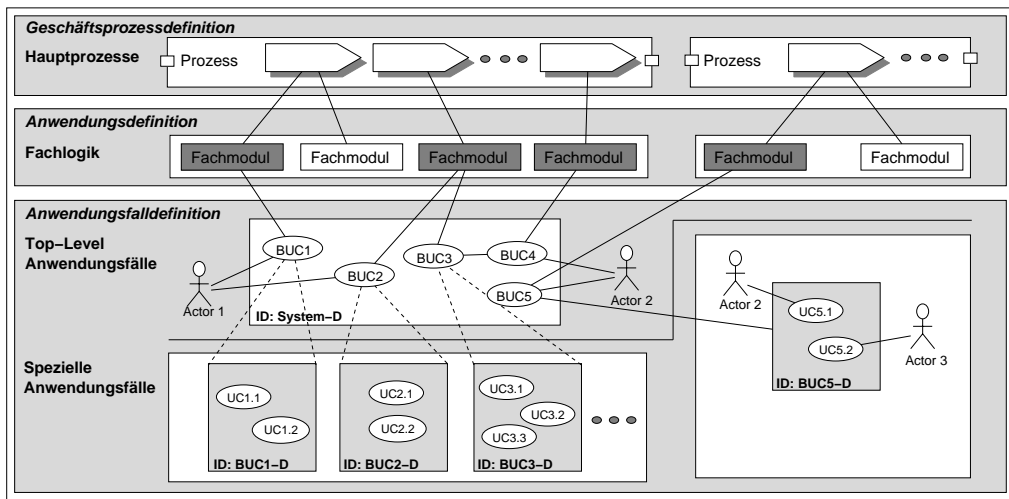 Geschäftsprozessdefinition
Hauptprozesse
Prozess
Prozess
Anwendungsdefinition
Fachlogik
Fachmodul
Fachmodul
Fachmodul
Fachmodul
Fachmodul
Fachmodul
Anwendungsfalldefinition
Top–Level
Anwendungsfälle
BUC1
BUC2
BUC3
BUC4
BUC5
Actor 1
Actor 2
ID: System–D
Actor 2
UC5.1
UC5.2
Actor 3
ID: BUC5–D
Spezielle
Anwendungsfälle
UC1.1
UC1.2
ID: BUC1–D
UC2.1
UC2.2
ID: BUC2–D
UC3.1
UC3.2
UC3.3
ID: BUC3–D